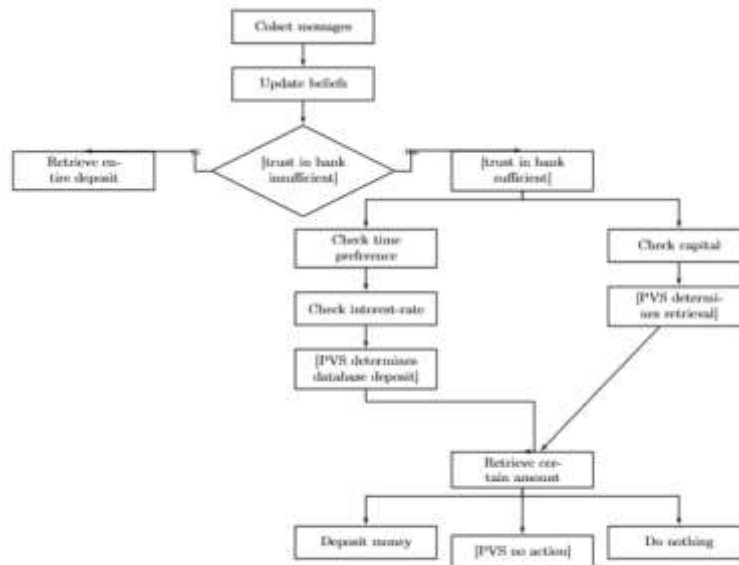 Colect messages
Update beliefs
[trust in bank
insufficient]
Retrieve en-
tire deposit
[trust in bank
sufficient]
Check time
prefrence
Check capital
Check interest-rate
[PVS determi-
nes retrieval]
[PVS determines
database deposit]
Retrieve cer-
tain amount
Deposit money
[PVS no action]
Do nothing